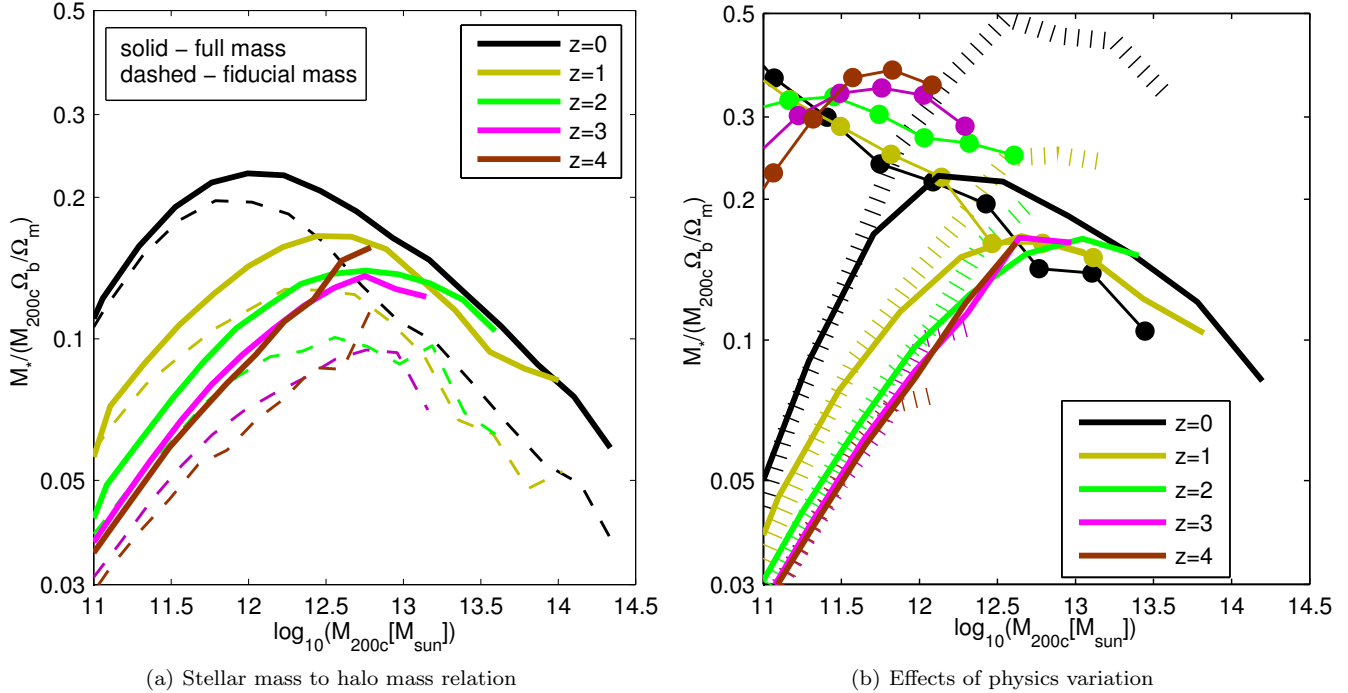 solid − full mass
dashed − fiducial mass
z=0
z=1
z=2
z=3
z=4
0.5
0.3
0.2
0.1
0.05
0.03
M*/(M200c Ωb/Ωm)
11 11.5 12 12.5 13 13.5 14 14.5
log10(M200c[Msun])
(a) Stellar mass to halo mass relation
0.5
0.3
0.2
0.1
0.05
0.03
M*/(M200c Ωb/Ωm)
z=0
z=1
z=2
z=3
z=4
11 11.5 12 12.5 13 13.5 14 14.5
log10(M200c[Msun])
(b) Effects of physics variation